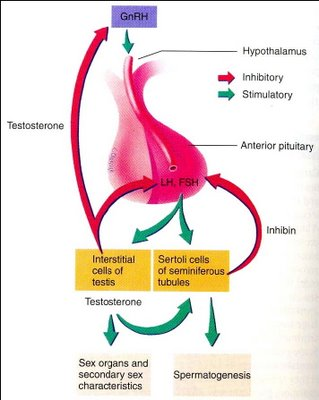 GnRH
Hypothalamus
Inhibitory
Stimulatory
Testosterone
Anterior pituitary
LH, FSH
Inhibin
Interstitial
cells of
testis
Sertoli cells
of seminiferous
tubules
Testosterone
Sex organs and
secondary sex
characteristics
Spermatogenesis